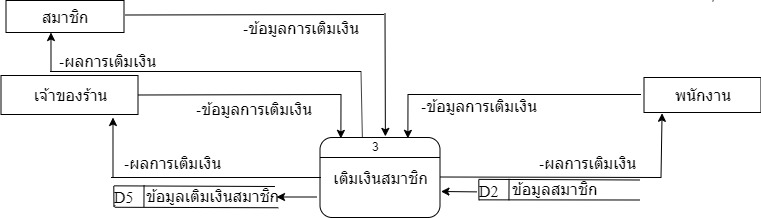 สมาชิก
-ข้อมูลการเติมเงิน
-ผลการเติมเงิน
เจ้าของร้าน
-ข้อมูลการเติมเงิน
-ข้อมูลการเติมเงิน
พนักงาน
3
เติมเงินสมาชิก
-ผลการเติมเงิน
-ผลการเติมเงิน
D5 ข้อมูลเติมเงินสมาชิก
D2 ข้อมูลสมาชิก